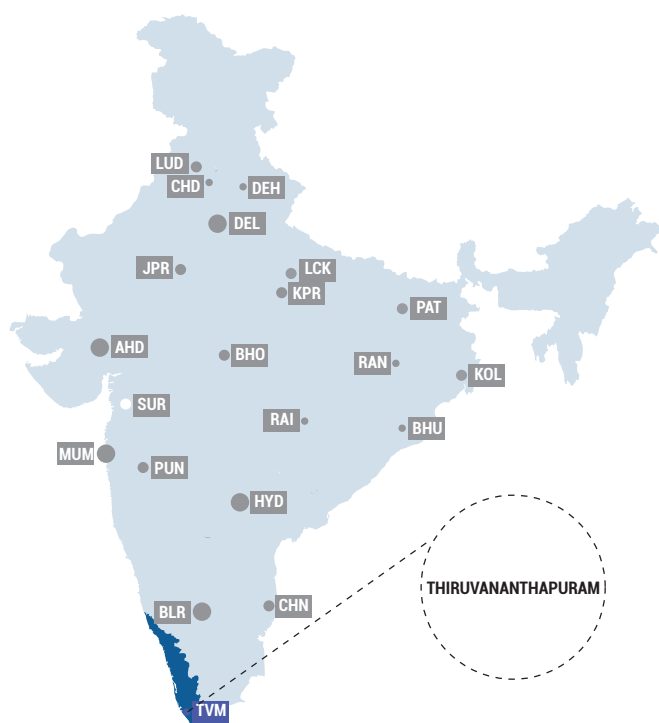 LUD
CHD
DEH
DEL
JPR
LCK
KPR
PAT
AHD
BHO
RAN
KOL
SUR
RAI
BHU
MUM
PUN
HYD
THIRUVANANTHAPURAM
BLR
CHN
TVM